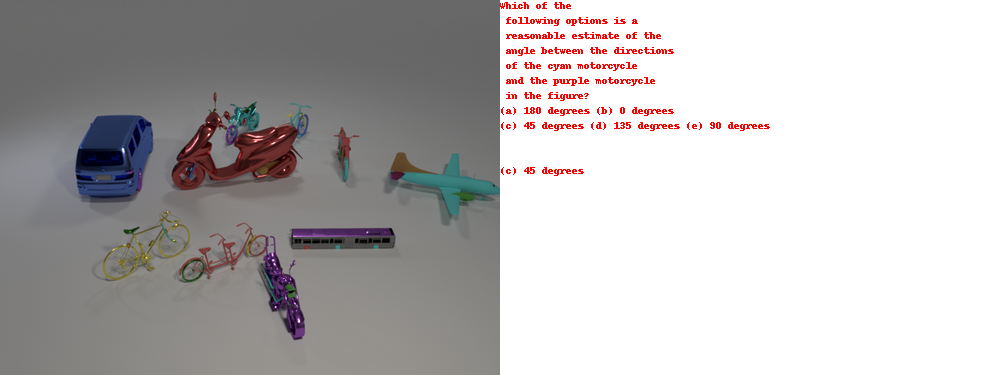 Which of the
following options is a
reasonable estimate of the
angle between the directions
of the cyan motorcycle
and the purple motorcycle
in the figure?
(a) 180 degrees (b) 0 degrees
(c) 45 degrees (d) 135 degrees (e) 90 degrees
(c) 45 degrees